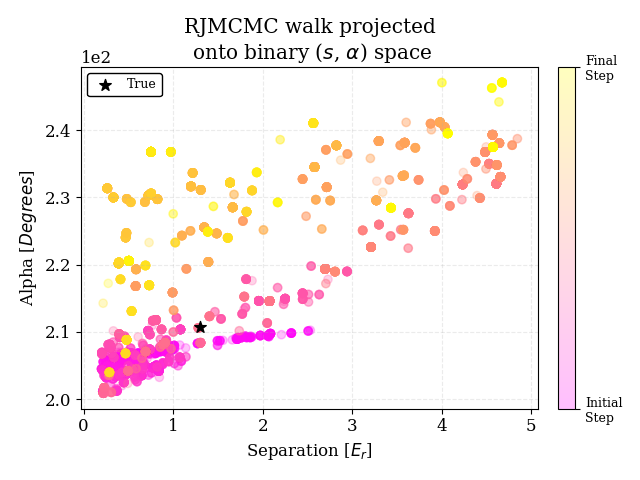 RJMCMC walk projected
onto binary (s, α) space
1e2
True
2.4
2.3
2.2
2.1
2.0
Alpha [Degrees]
0
1
2
3
4
5
Separation [E_r]
Final
Step
Initial
Step